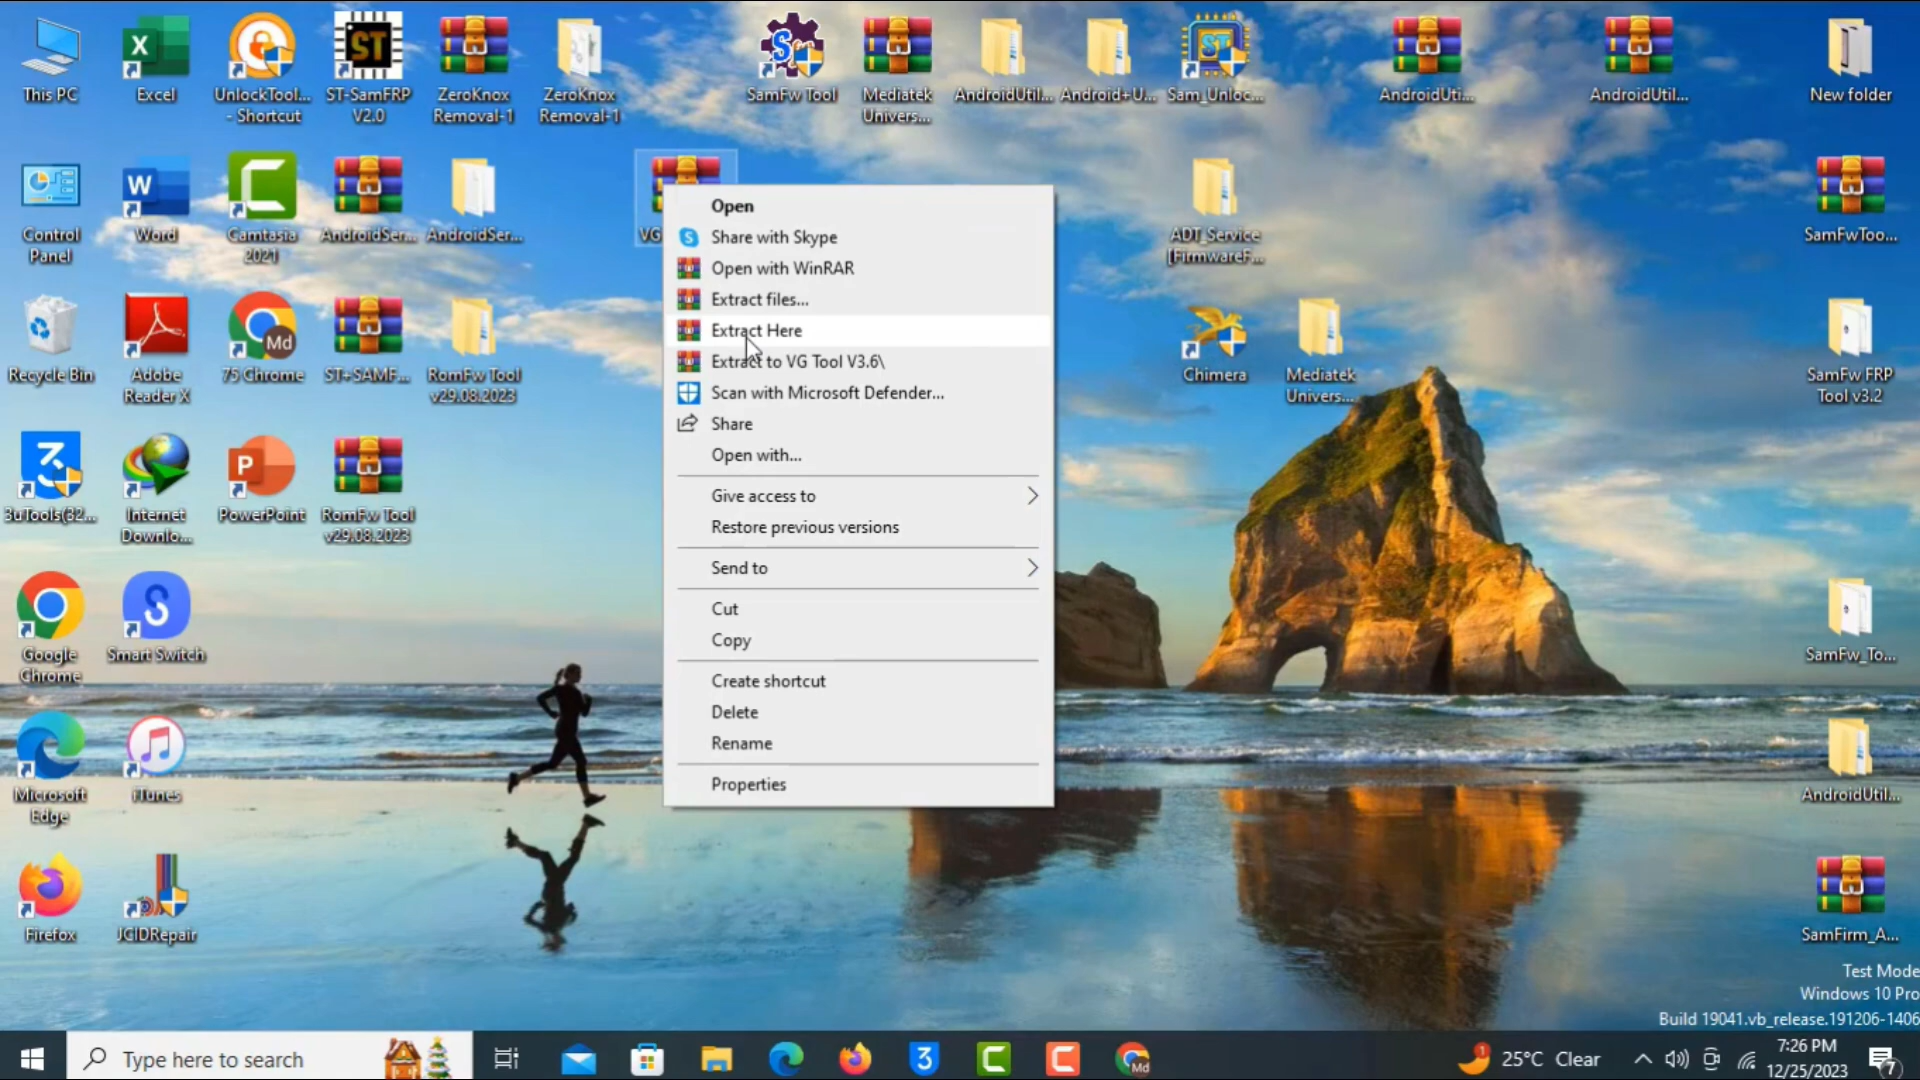 This PC
Excel
UnlockTool...
- Shortcut
ST-SamFRP
V2.0
ZeroKnox
Removal-1
ZeroKnox
Removal-1
SamFw Tool
Mediatek
Univers...
AndroidUtil...
Android+U...
Sam_Unloc...
AndroidUti...
AndroidUtil...
New folder
Control
Panel
Word
Camtasia
2021
AndroidSer...
AndroidSer...
VG
ADT_Service
[FirmwareF...
SamFwToo...
Recycle Bin
Adobe
Reader X
75 Chrome
ST+SAMF...
RomFw Tool
v29.08.2023
Chimera
Mediatek
Univers...
SamFw FRP
Tool v3.2
3uTools(32...
Internet
Downlo...
PowerPoint
RomFw Tool
v29.08.2023
Google
Chrome
Smart Switch
SamFw_To...
Microsoft
Edge
iTunes
AndroidUtil...
Firefox
JCIDRepair
SamFirm_A...
Open
Share with Skype
Open with WinRAR
Extract files...
Extract Here
Extract to VG Tool V3.6\
Scan with Microsoft Defender...
Share
Open with...
Give access to
Restore previous versions
Send to
Cut
Copy
Create shortcut
Delete
Rename
Properties
Test Mode
Windows 10 Pro
Build 19041.vb_release.191206-1406
Type here to search
25°C Clear
7:26 PM
12/25/2023
7